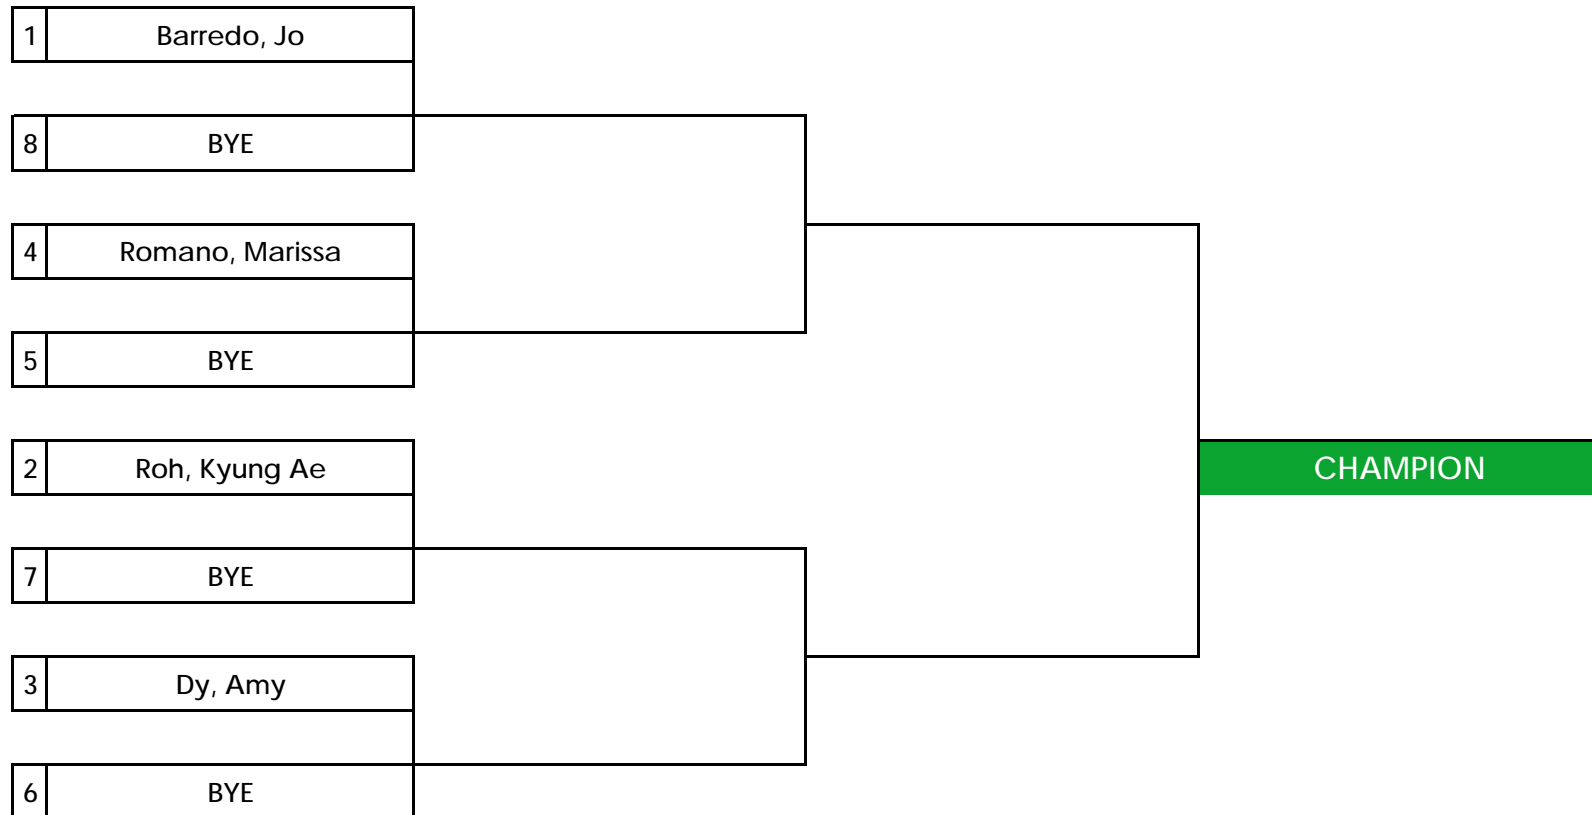 1 Barredo, Jo
8 BYE
4 Romano, Marissa
5 BYE
2 Roh, Kyung Ae
CHAMPION
7 BYE
3 Dy, Amy
6 BYE